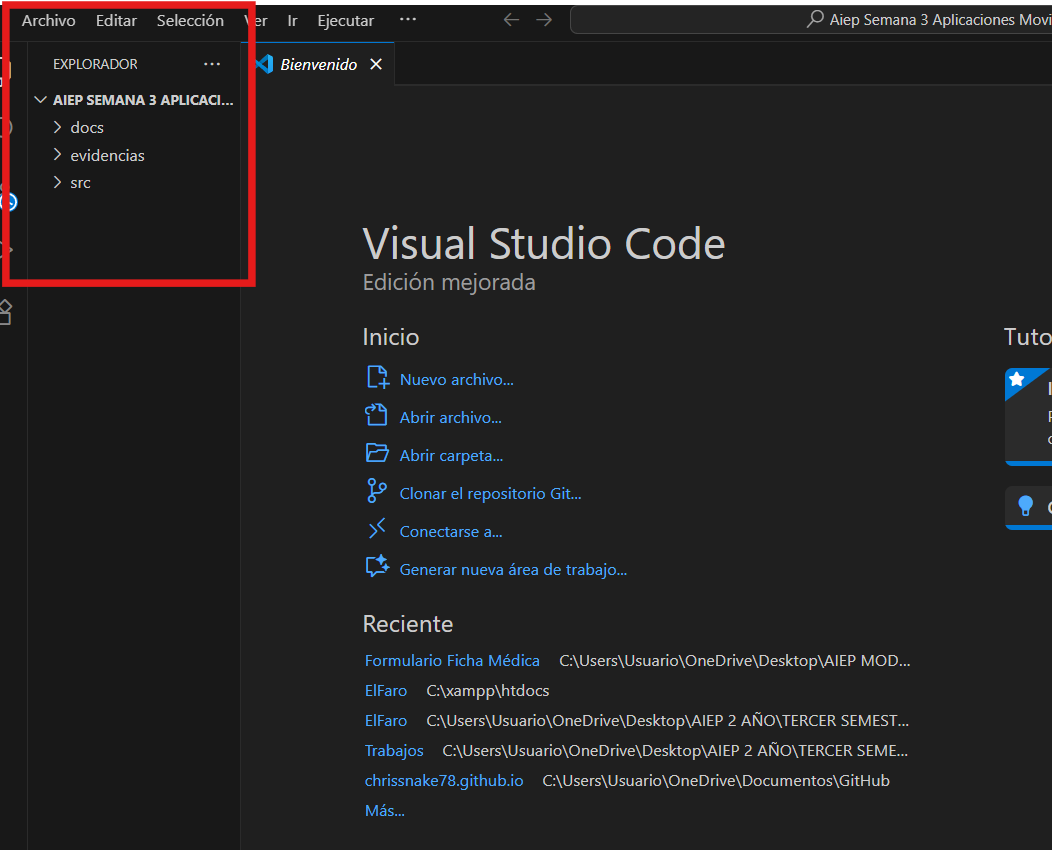 Archivo Editar Selección Ver Ir Ejecutar ··· Aiep Semana 3 Aplicaciones Movi
EXPLORADOR ···
Bienvenido
AIEP SEMANA 3 APLICACI...
docs
evidencias
src
Visual Studio Code
Edición mejorada
Inicio
Nuevo archivo...
Abrir archivo...
Abrir carpeta...
Clonar el repositorio Git...
Conectarse a...
Generar nueva área de trabajo...
Reciente
Formulario Ficha Médica C:\Users\Usuario\OneDrive\Desktop\AIEP MOD...
ElFaro C:\xampp\htdocs
ElFaro C:\Users\Usuario\OneDrive\Desktop\AIEP 2 AÑO\TERCER SEMEST...
Trabajos C:\Users\Usuario\OneDrive\Desktop\AIEP 2 AÑO\TERCER SEME...
chrissnake78.github.io C:\Users\Usuario\OneDrive\Documentos\GitHub
Más...
Tuto